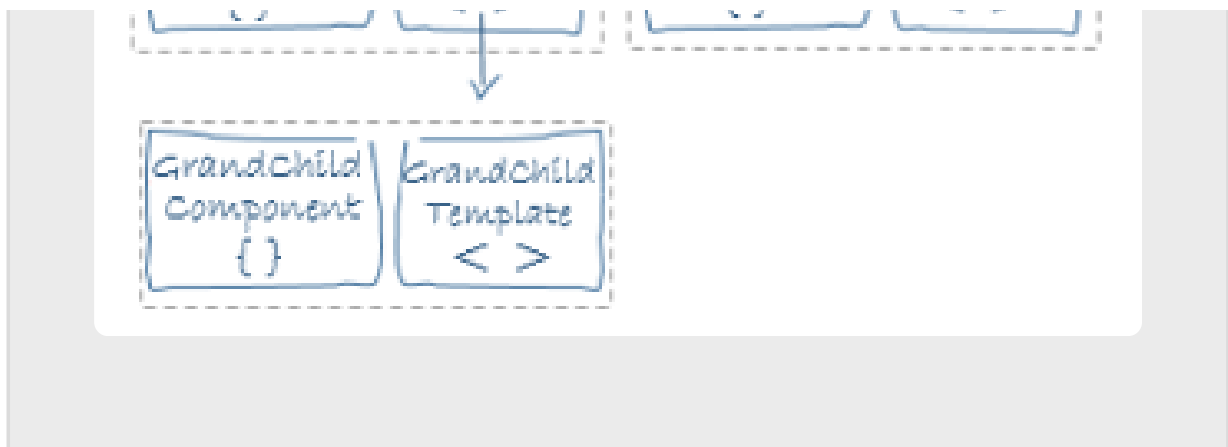 GrandChild
Component
{ }
GrandChild
Template
< >